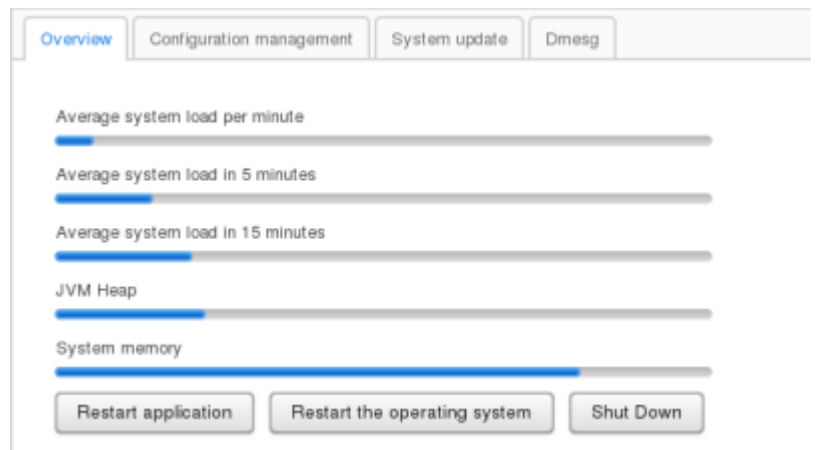 Overview Configuration management System update Dmesg
Average system load per minute
Average system load in 5 minutes
Average system load in 15 minutes
JVM Heap
System memory
Restart application Restart the operating system Shut Down